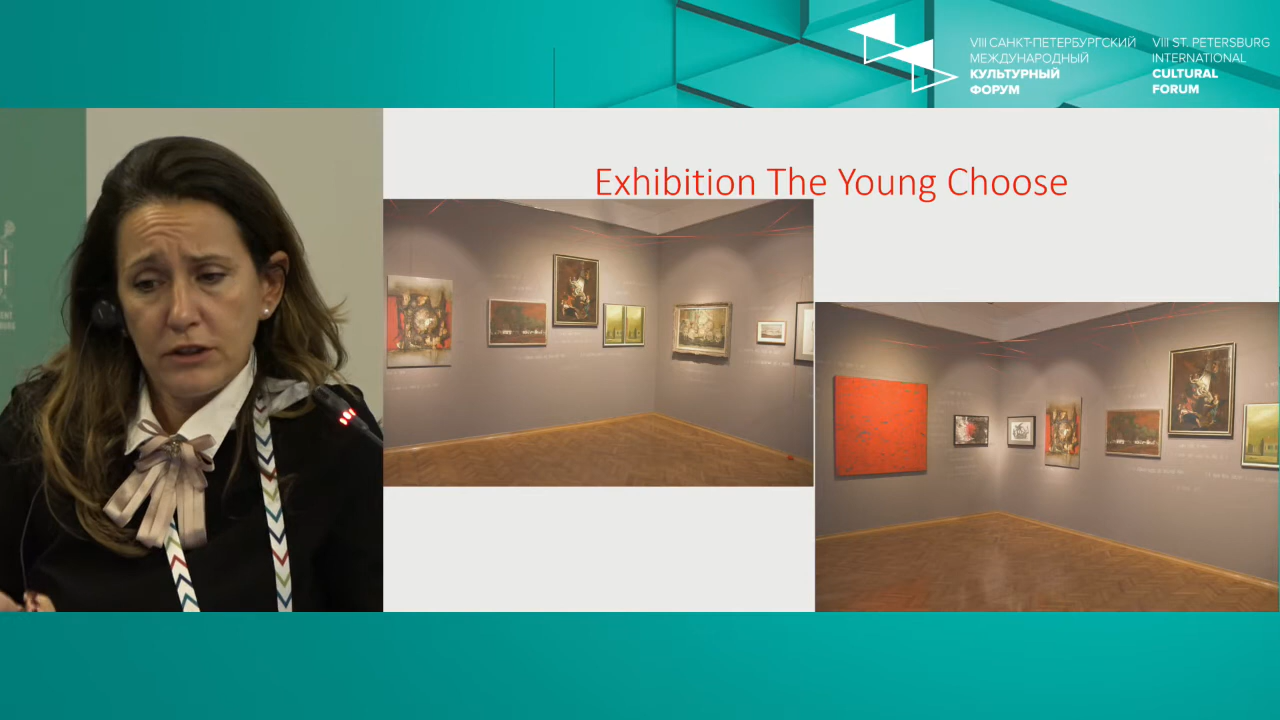 VIII САНКТ-ПЕТЕРБУРГСКИЙ
МЕЖДУНАРОДНЫЙ
КУЛЬТУРНЫЙ
ФОРУМ
VIII ST. PETERSBURG
INTERNATIONAL
CULTURAL
FORUM
Exhibition The Young Choose